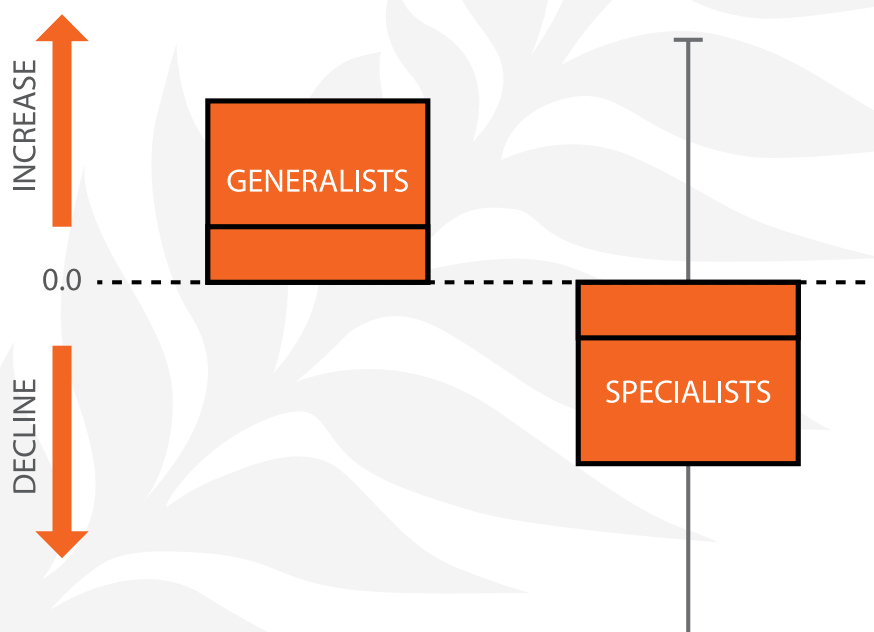 INCREASE
GENERALISTS
0.0
SPECIALISTS
DECLINE